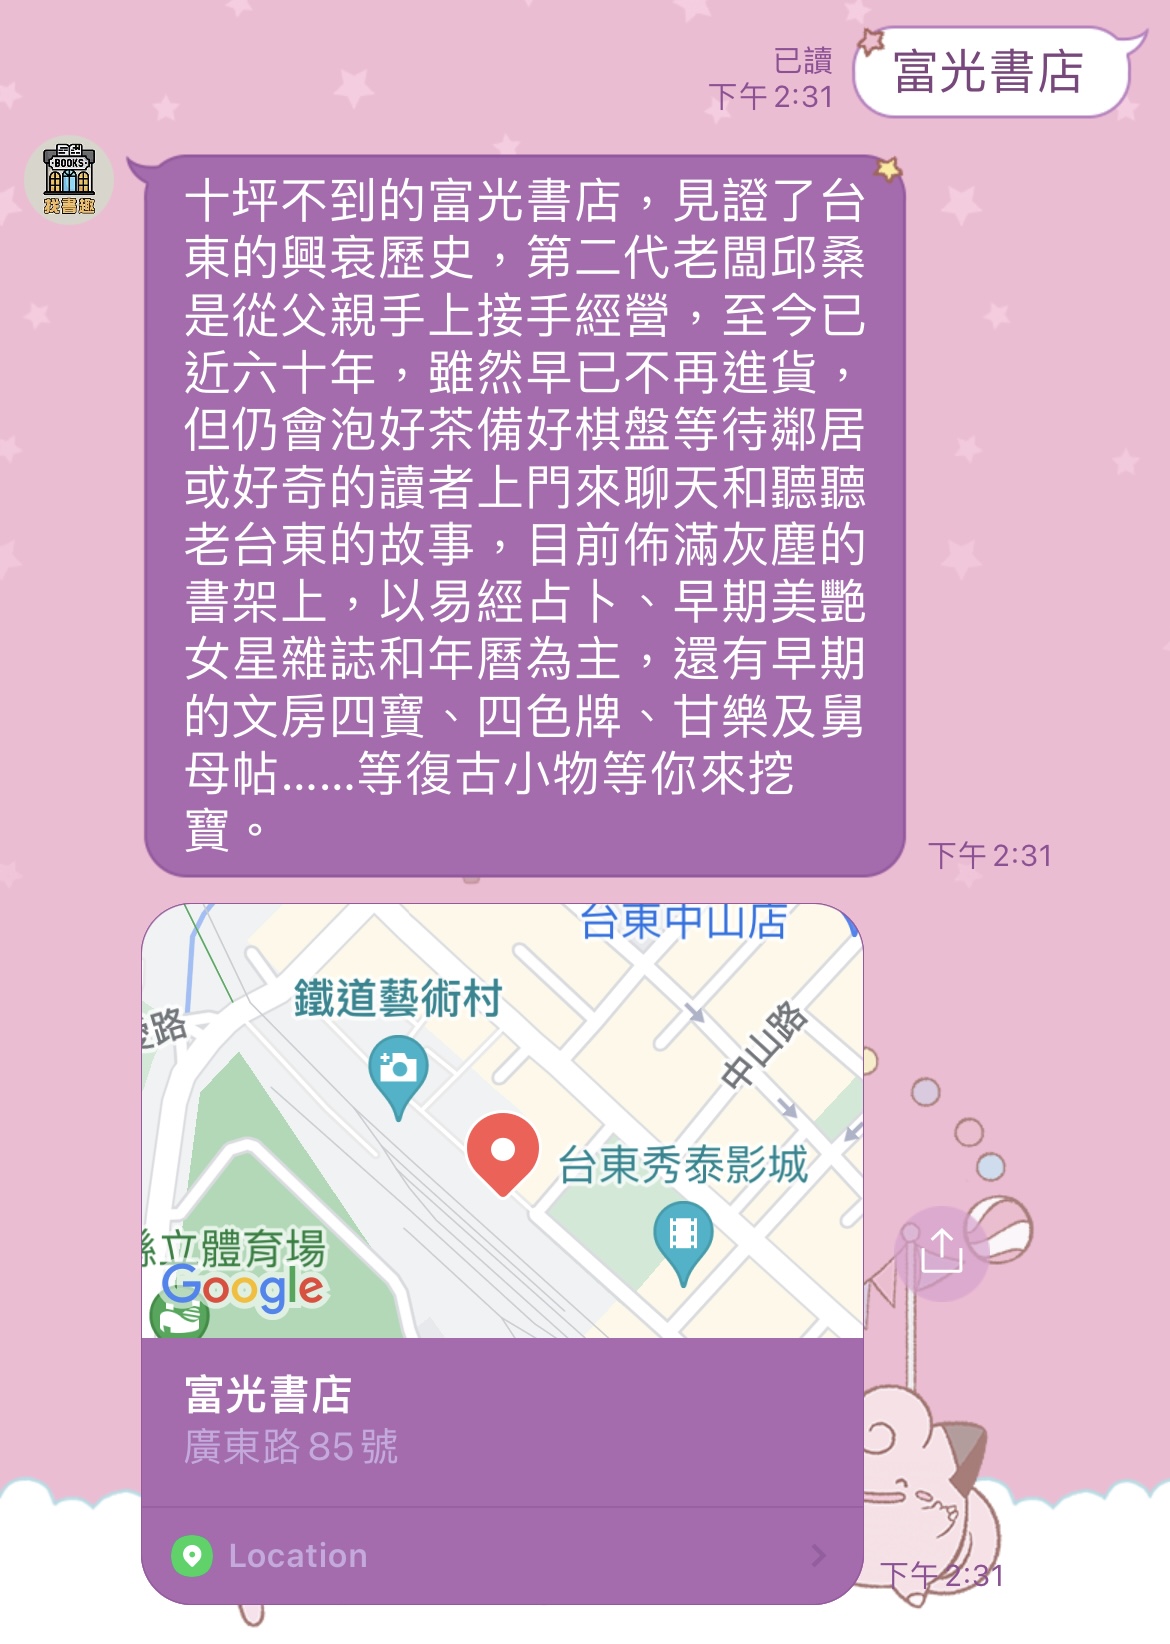 富光書店
已讀
下午 2:31
BOOKS
找書趣
十坪不到的富光書店，見證了台
東的興衰歷史，第二代老闆邱桑
是從父親手上接手經營，至今已
近六十年，雖然早已不再進貨，
但仍會泡好茶備好棋盤等待鄰居
或好奇的讀者上門來聊天和聽聽
老台東的故事，目前佈滿灰塵的
書架上，以易經占卜、早期美艷
女星雜誌和年曆為主，還有早期
的文房四寶、四色牌、甘樂及舅
母帖……等復古小物等你來挖
寶。
下午 2:31
台東中山店
鐵道藝術村
路
中山路
台東秀泰影城
縣立體育場
Google
富光書店
廣東路 85 號
Location
下午 2:31